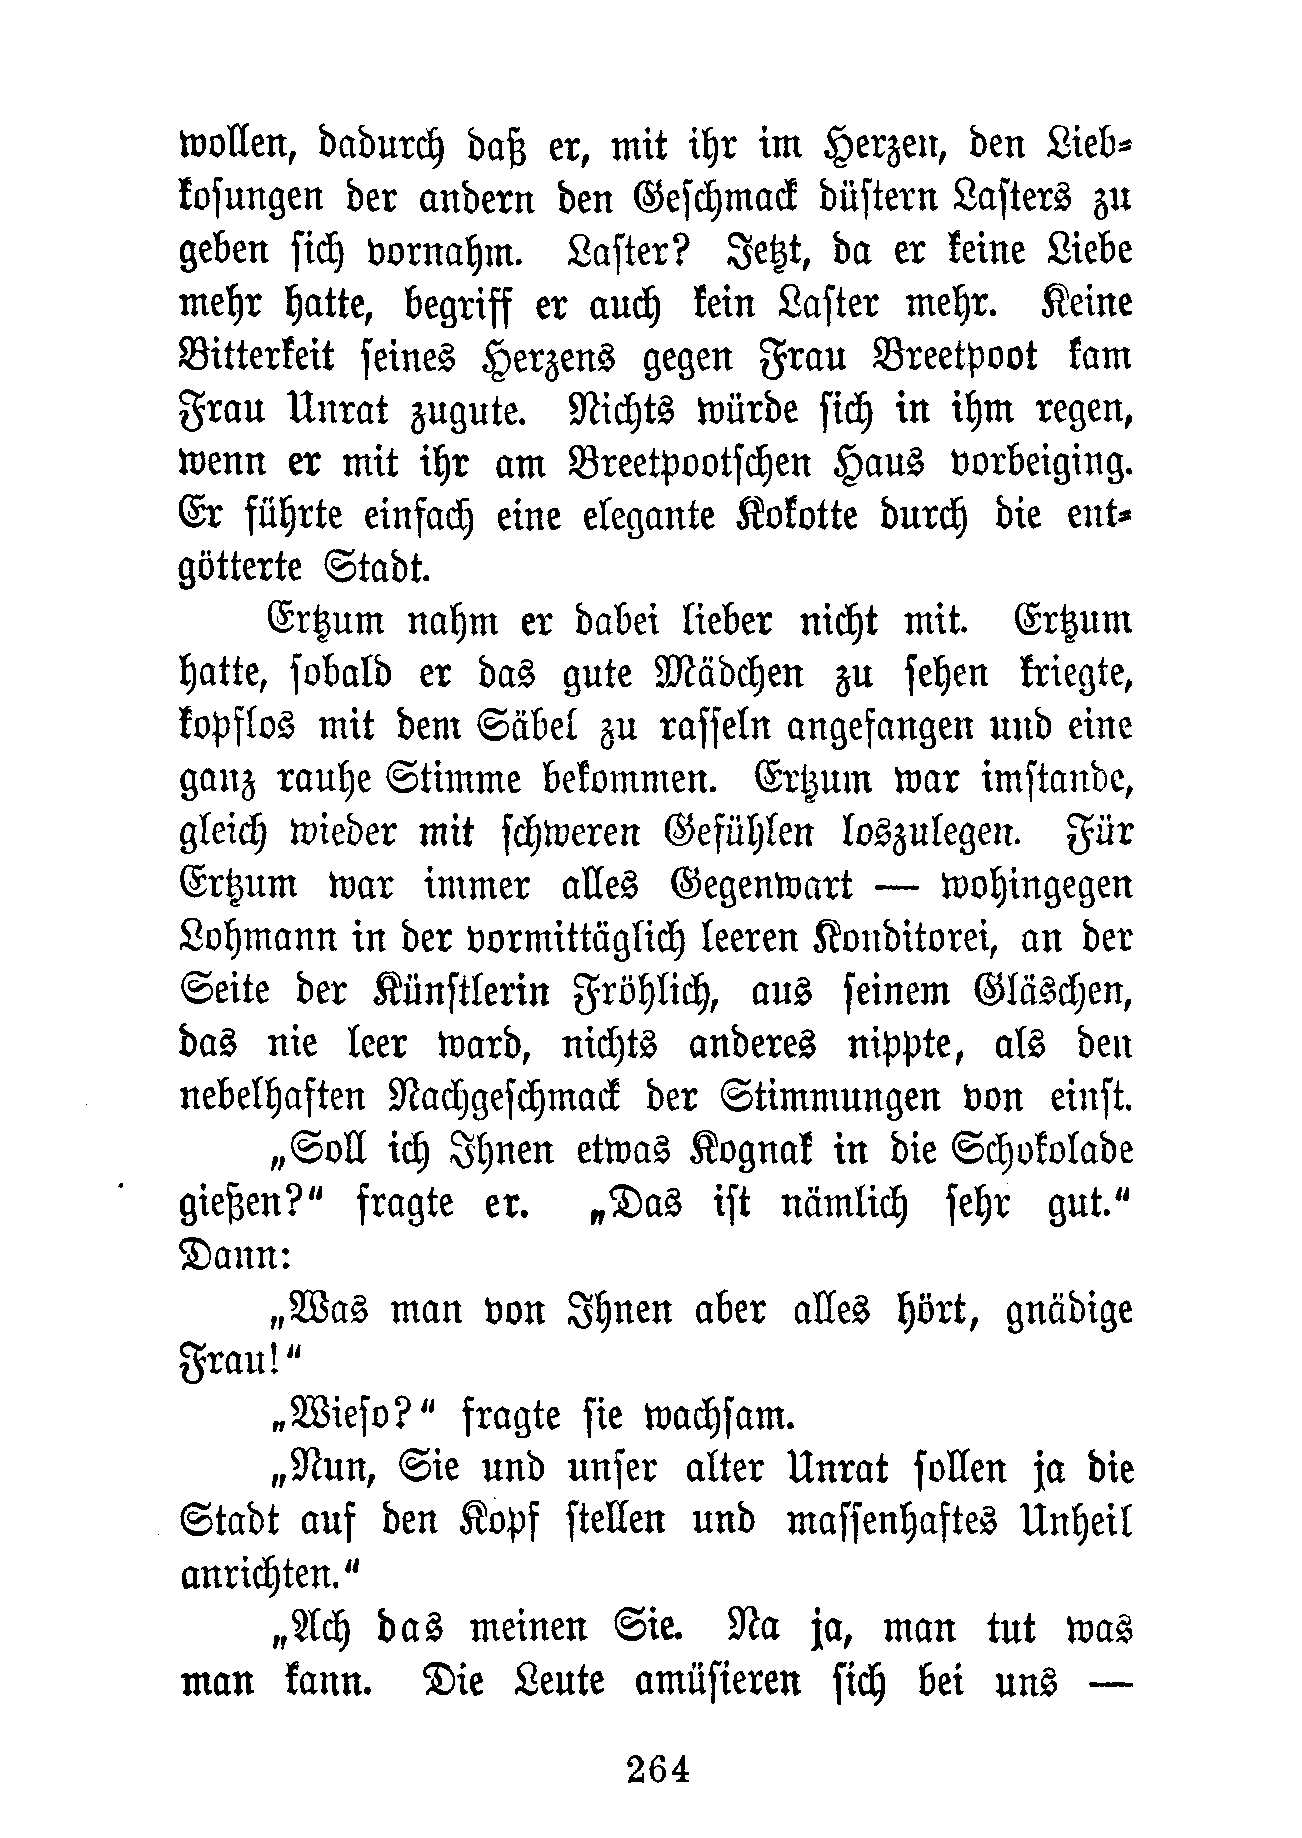 wollen, dadurch daß er, mit ihr im Herzen, den Lieb-
kosungen der andern den Geschmack düstern Lasters zu
geben sich vornahm. Laster? Jetzt, da er keine Liebe
mehr hatte, begriff er auch kein Laster mehr. Keine
Bitterkeit seines Herzens gegen Frau Breetpoot kam
Frau Unrat zugute. Nichts würde sich in ihm regen,
wenn er mit ihr am Breetpootschen Haus vorbeiging.
Er führte einfach eine elegante Kokotte durch die ent-
götterte Stadt.
Ertzum nahm er dabei lieber nicht mit. Ertzum
hatte, sobald er das gute Mädchen zu sehen kriegte,
kopflos mit dem Säbel zu rasseln angefangen und eine
ganz rauhe Stimme bekommen. Ertzum war imstande,
gleich wieder mit schweren Gefühlen loszulegen. Für
Ertzum war immer alles Gegenwart — wohingegen
Lohmann in der vormittäglich leeren Konditorei, an der
Seite der Künstlerin Fröhlich, aus seinem Gläschen,
das nie leer ward, nichts anderes nippte, als den
nebelhaften Nachgeschmack der Stimmungen von einst.
„Soll ich Ihnen etwas Kognak in die Schokolade
gießen?“ fragte er. „Das ist nämlich sehr gut.“
Dann:
„Was man von Ihnen aber alles hört, gnädige
Frau!“
„Wieso?“ fragte sie wachsam.
„Nun, Sie und unser alter Unrat sollen ja die
Stadt auf den Kopf stellen und massenhaftes Unheil
anrichten.“
„Ach das meinen Sie. Na ja, man tut was
man kann. Die Leute amüsieren sich bei uns —
264